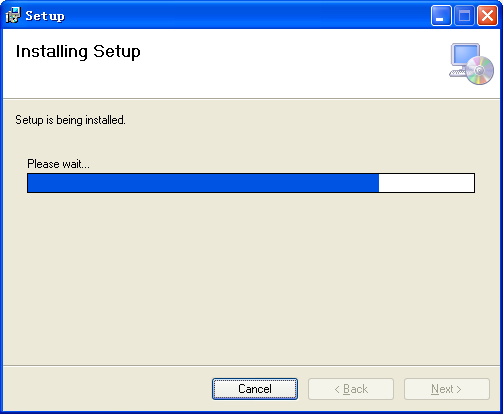 Setup
Installing Setup
Setup is being installed.
Please wait...
Cancel
< Back
Next >